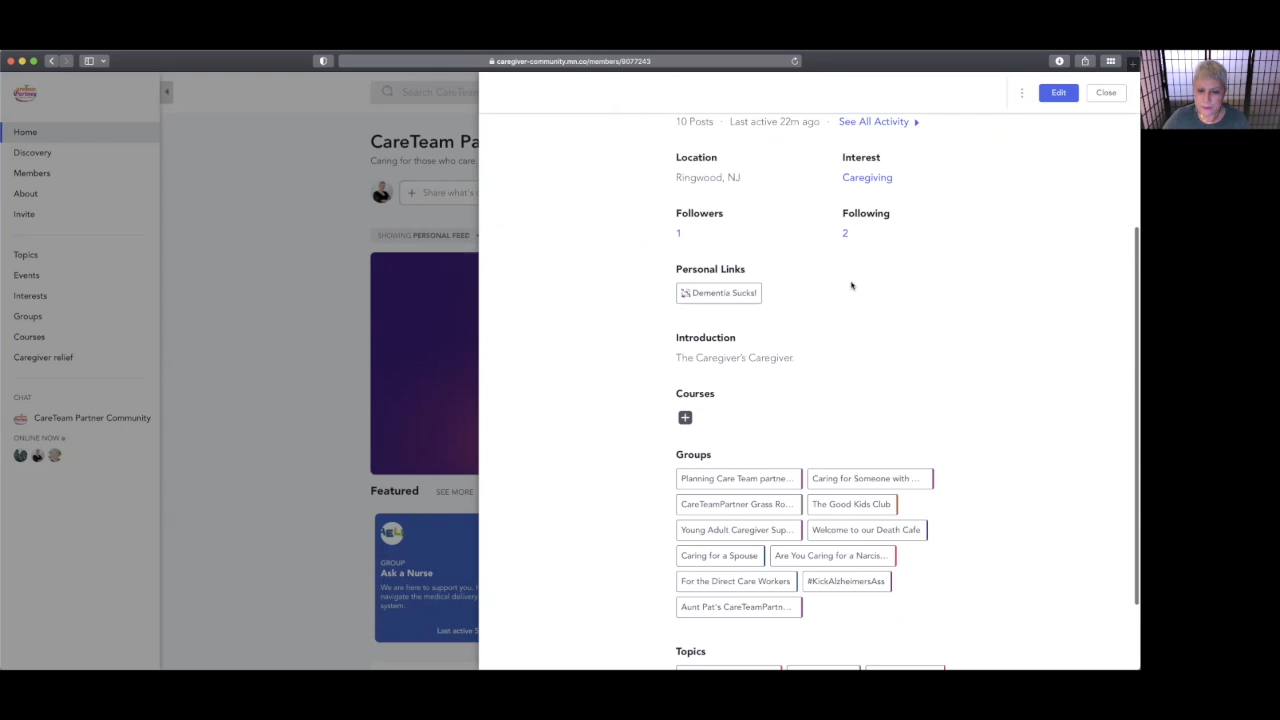 caregiver-community.mn.co/members/9077243
Home
Discovery
Members
About
Invite
Topics
Events
Interests
Groups
Courses
Caregiver relief
CHAT
CareTeam Partner Community
ONLINE NOW
Search CareTeam
CareTeam Pa
Caring for those who care.
Share what's o
SHOWING PERSONAL FEED
Featured
SEE MORE
GROUP
Ask a Nurse
We are here to support you.
navigate the medical delivery
system.
Last active 5
Edit
Close
10 Posts · Last active 22m ago · See All Activity
Location
Ringwood, NJ
Interest
Caregiving
Followers
1
Following
2
Personal Links
Dementia Sucks!
Introduction
The Caregiver's Caregiver.
Courses
Groups
Planning Care Team partne...
Caring for Someone with ...
CareTeamPartner Grass Ro...
The Good Kids Club
Young Adult Caregiver Sup...
Welcome to our Death Cafe
Caring for a Spouse
Are You Caring for a Narcis...
For the Direct Care Workers
#KickAlzheimersAss
Aunt Pat's CareTeamPartn...
Topics